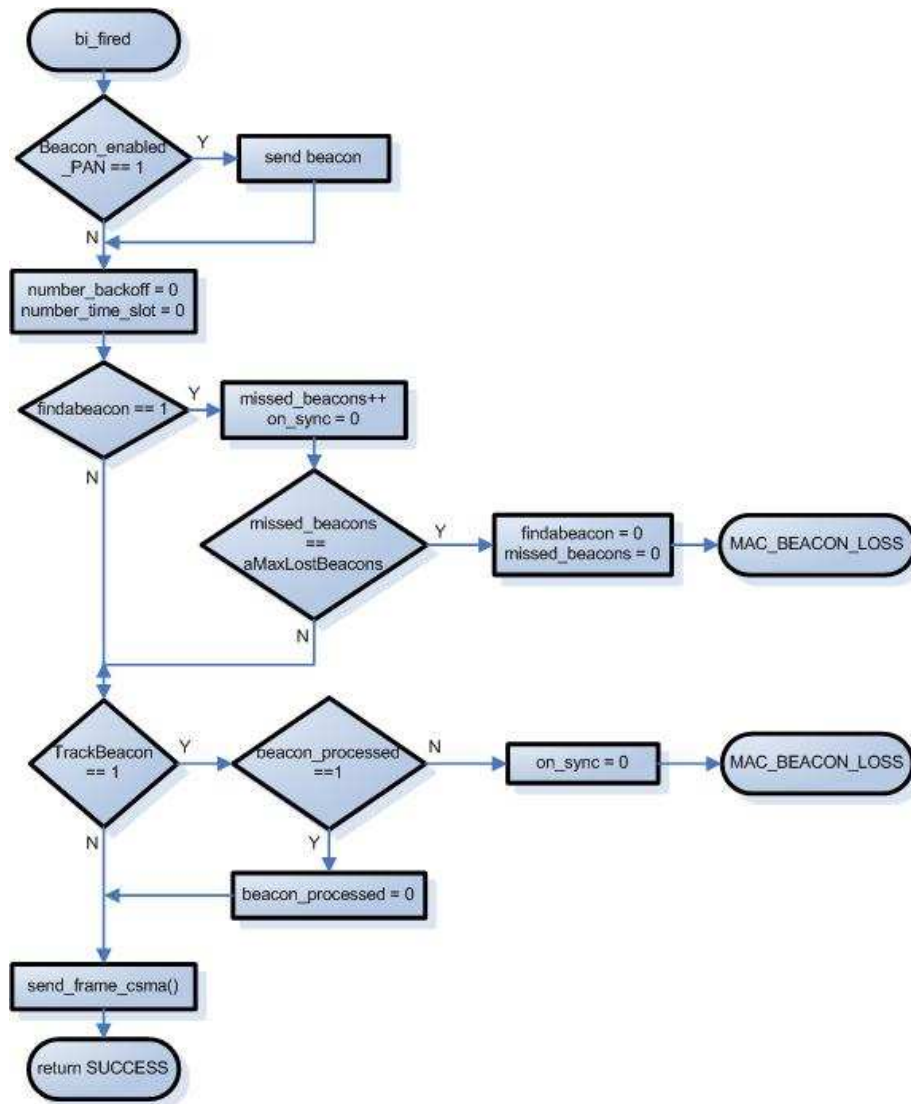 bi_fired
Beacon_enabled
_PAN == 1
Y
send beacon
N
number_backoff = 0
number_time_slot = 0
findabeacon == 1
Y
missed_beacons++
on_sync = 0
N
missed_beacons
==
aMaxLostBeacons
Y
findabeacon = 0
missed_beacons = 0
MAC_BEACON_LOSS
N
TrackBeacon
== 1
Y
beacon_processed
==1
N
on_sync = 0
MAC_BEACON_LOSS
N
Y
beacon_processed = 0
send_frame_csma()
return SUCCESS